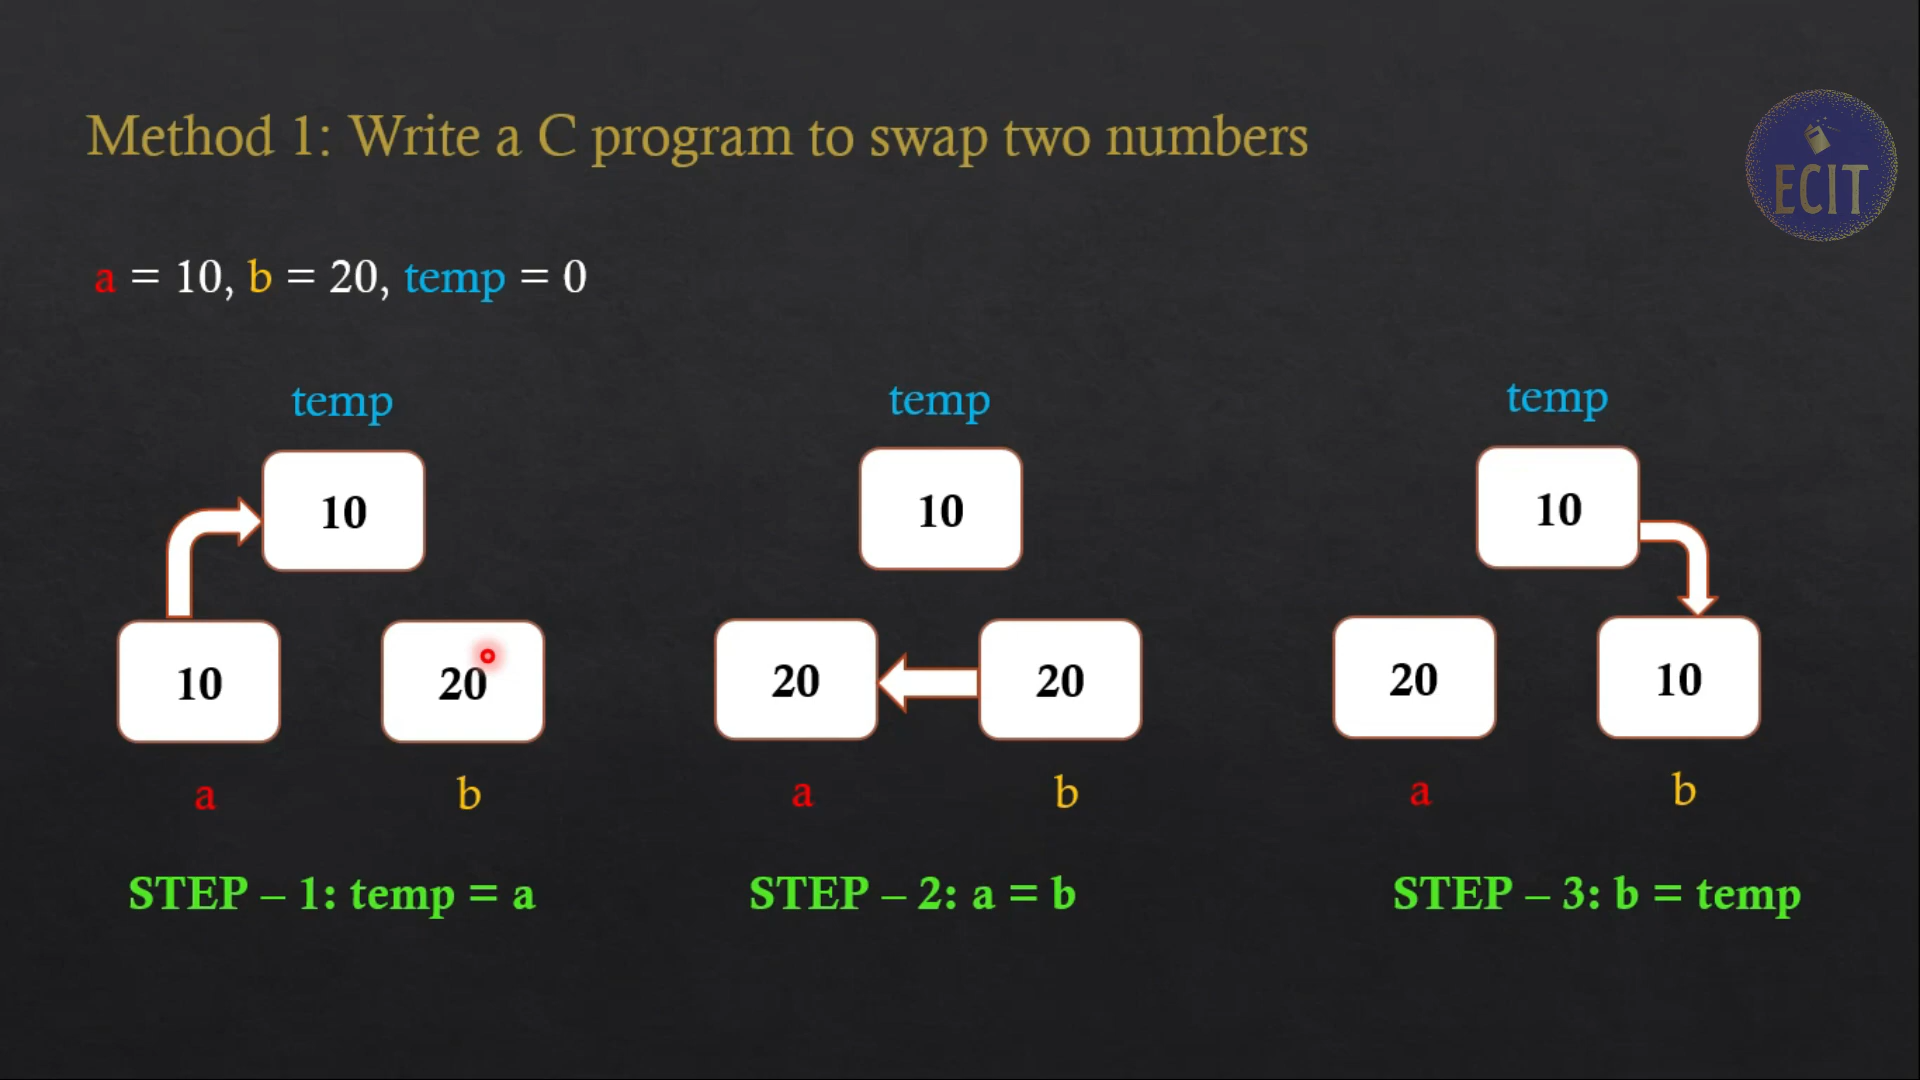 Method 1: Write a C program to swap two numbers
ECIT
a = 10, b = 20, temp = 0
temp
temp
temp
10
10
10
10
20
20
20
20
10
a
b
a
b
a
b
STEP – 1: temp = a
STEP – 2: a = b
STEP – 3: b = temp